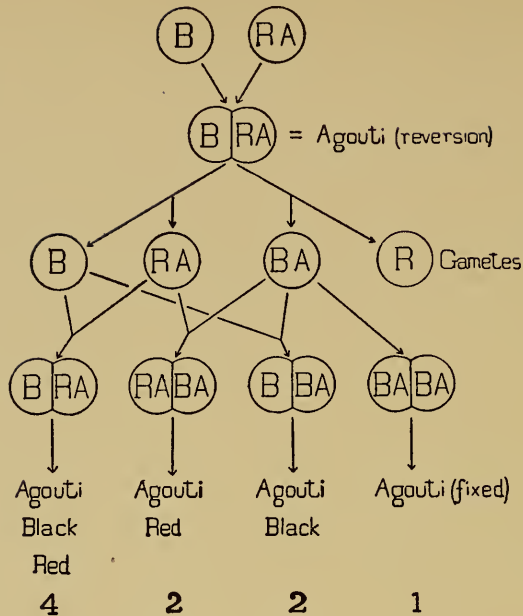 B RA
B RA = Agouti (reversion)
B RA BA R Gametes
B RA RA BA B BA BA BA
Agouti Agouti Agouti Agouti (fixed)
Black Red Black
Red
4 2 2 1